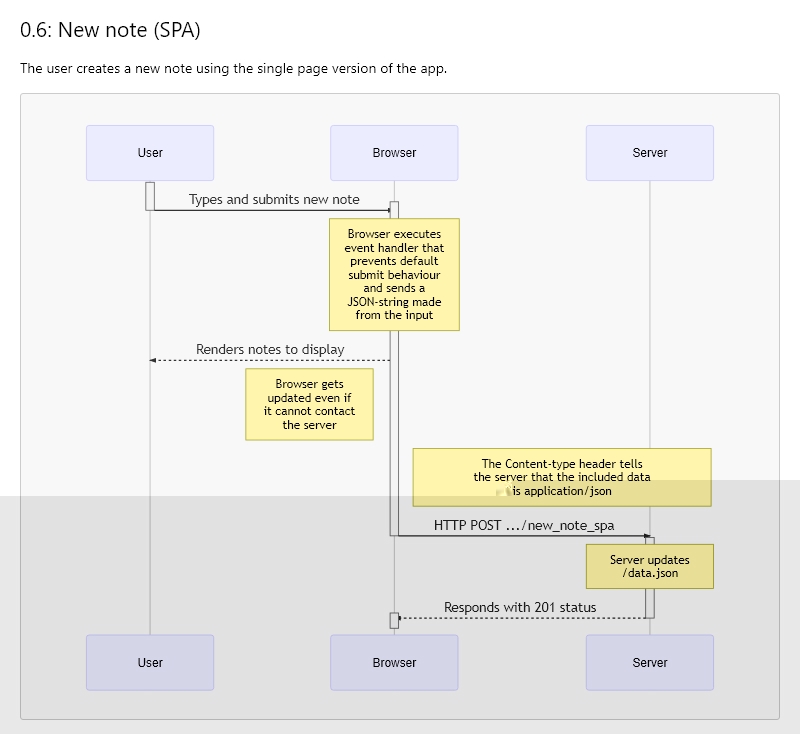 0.6: New note (SPA)
The user creates a new note using the single page version of the app.
User
Browser
Server
Types and submits new note
Browser executes
event handler that
prevents default
submit behaviour
and sends a
JSON-string made
from the input
Renders notes to display
Browser gets
updated even if
it cannot contact
the server
The Content-type header tells
the server that the included data
is application/json
HTTP POST .../new_note_spa
Server updates
/data.json
Responds with 201 status
User
Browser
Server